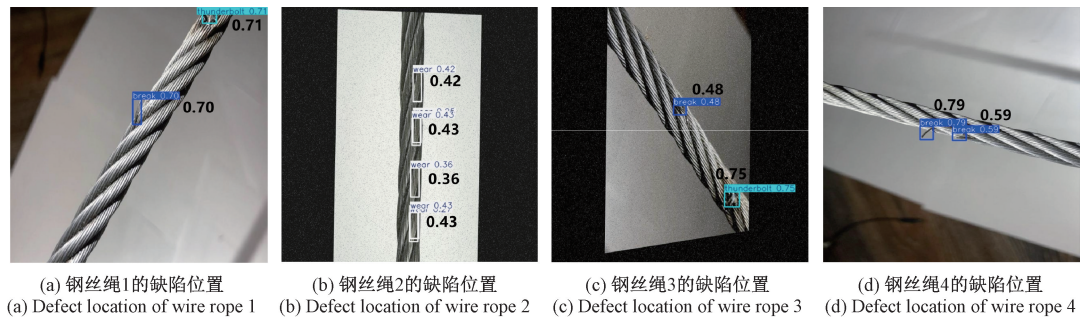 thunderbolt 0.71
0.71
break 0.70
0.70
wear 0.42
0.42
wear 0.43
0.43
wear 0.36
0.36
wear 0.43
0.43
0.48
break 0.48
0.75
thunderbolt 0.75
0.79
0.59
break 0.79
break 0.59
(a) 钢丝绳1的缺陷位置
(b) 钢丝绳2的缺陷位置
(c) 钢丝绳3的缺陷位置
(d) 钢丝绳4的缺陷位置
(a) Defect location of wire rope 1
(b) Defect location of wire rope 2
(c) Defect location of wire rope 3
(d) Defect location of wire rope 4